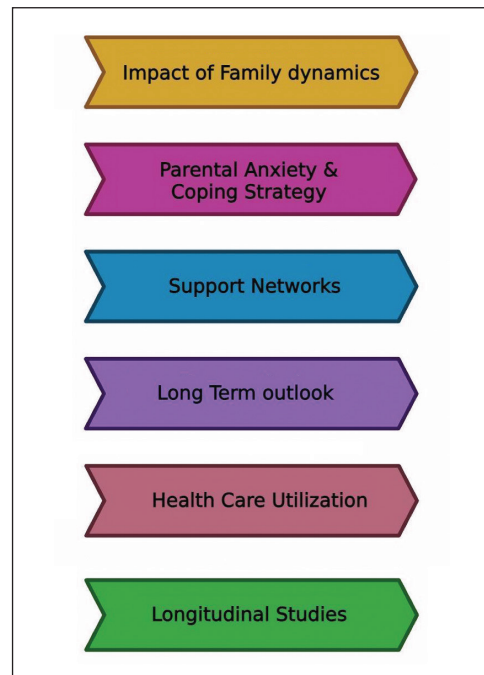 Impact of Family dynamics
Parental Anxiety &
Coping Strategy
Support Networks
Long Term outlook
Health Care Utilization
Longitudinal Studies